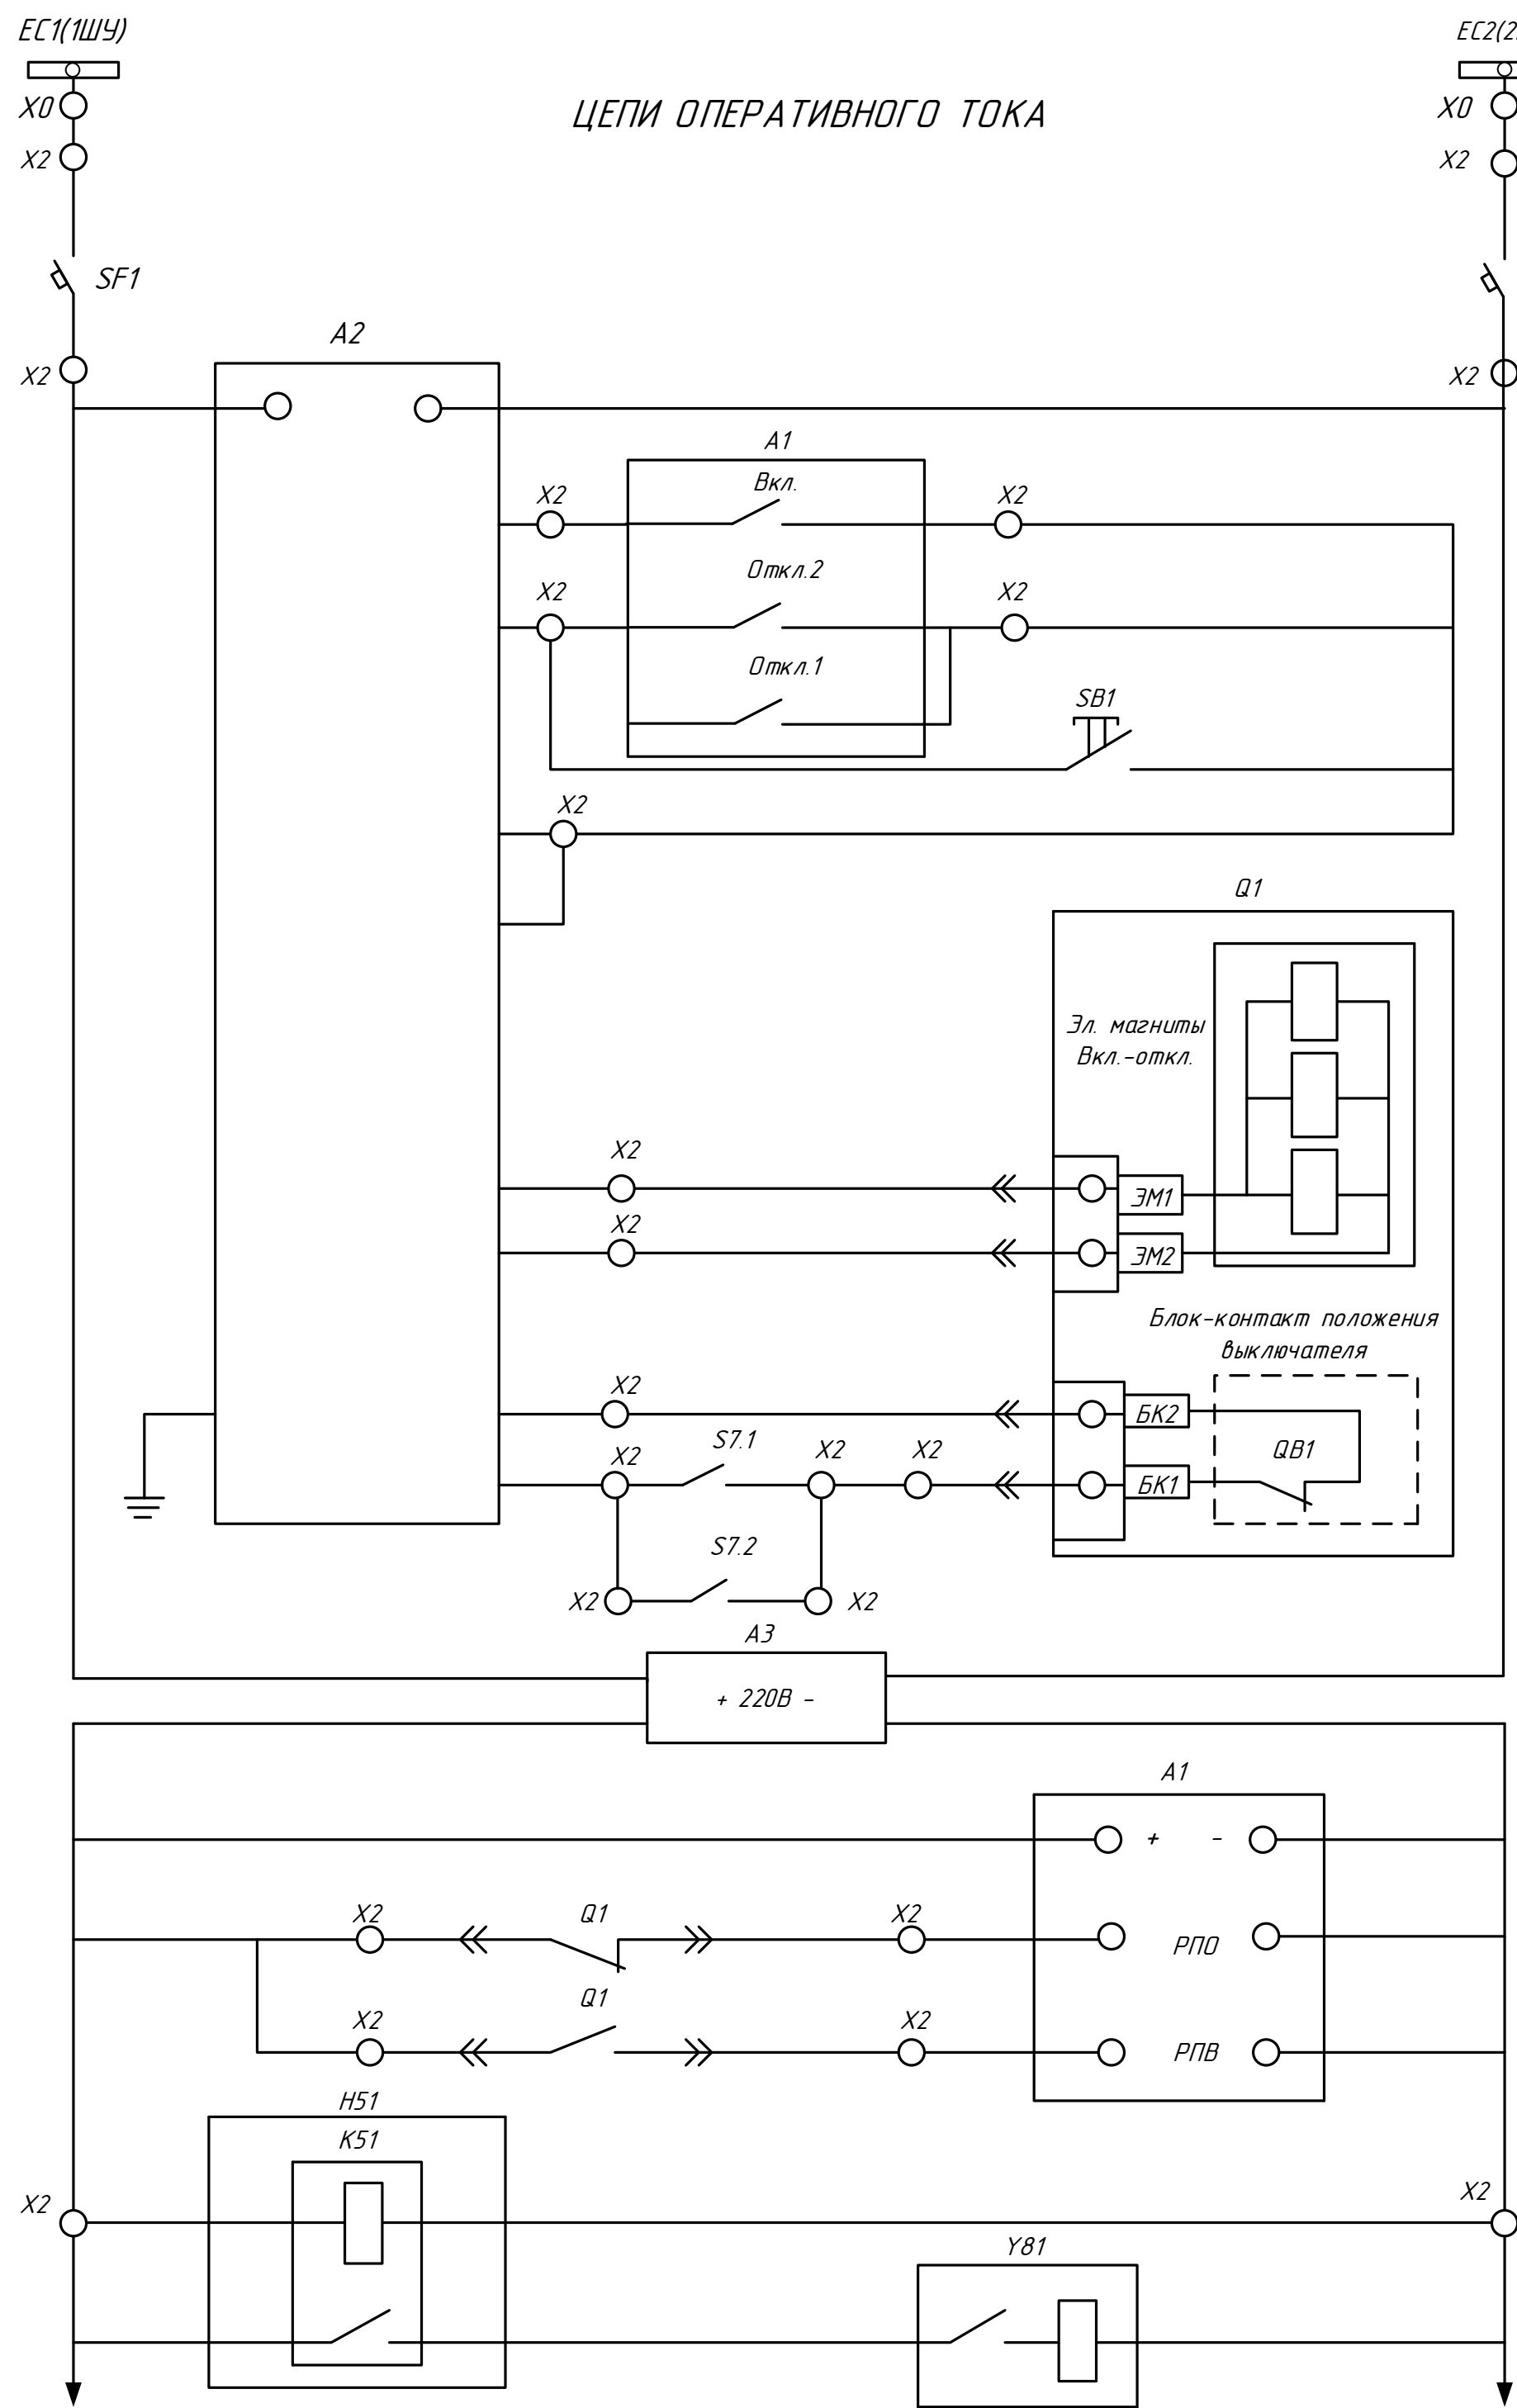 ЕС1(1ШУ)
ЕС2(2
Х0
Х0
ЦЕПИ ОПЕРАТИВНОГО ТОКА
Х2
Х2
SF1
А2
Х2
Х2
А1
Вкл.
Х2
Х2
Откл.2
Х2
Х2
Откл.1
SB1
Х2
Q1
Эл. магниты
Вкл.-откл.
Х2
ЭМ1
Х2
ЭМ2
Блок-контакт положения
выключателя
Х2
БК2
S7.1
Х2
Х2
Х2
QB1
БК1
S7.2
Х2
Х2
А3
+ 220В -
А1
+ -
Х2
Q1
Х2
РПО
Q1
Х2
Х2
РПВ
Н51
К51
Х2
Х2
Y81